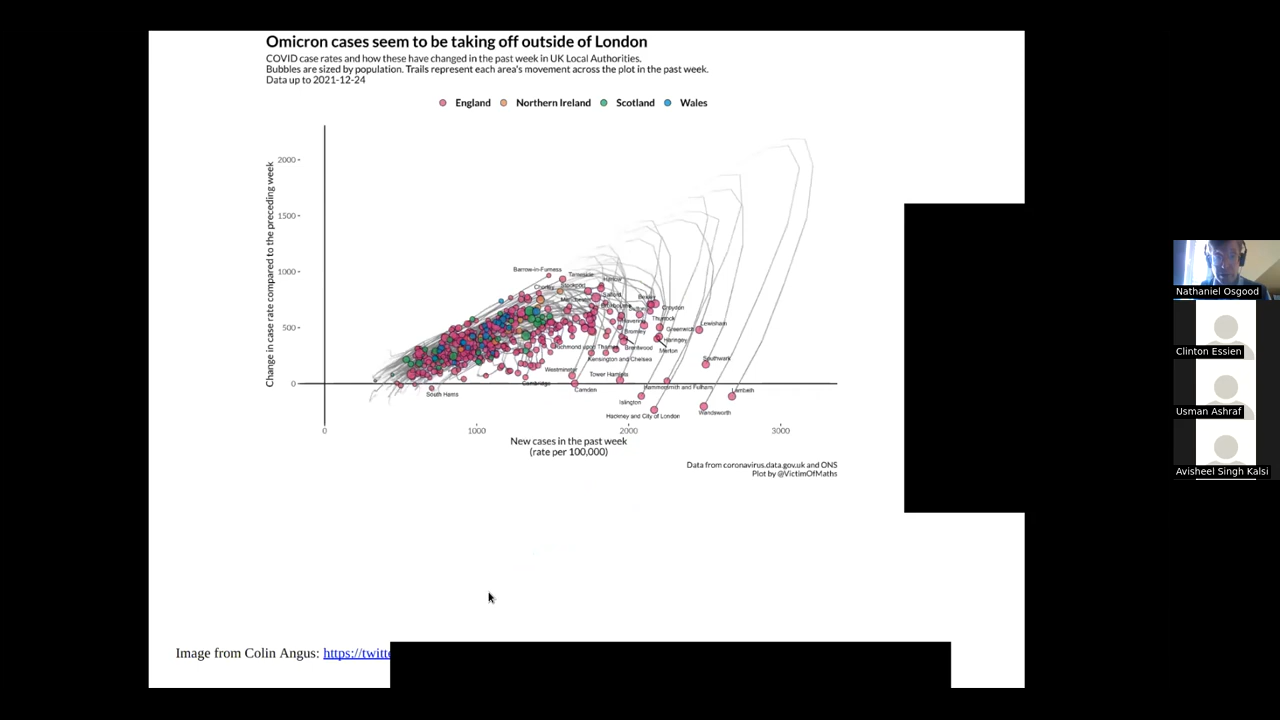 Omicron cases seem to be taking off outside of London
COVID case rates and how these have changed in the past week in UK Local Authorities.
Bubbles are sized by population. Trails represent each area's movement across the plot in the past week.
Data up to 2021-12-24
England Northern Ireland Scotland Wales
Change in case rate compared to the preceding week
2000
1500
1000
500
0
Barrow-in-Furness
Tameside
Chorley
Stockport
Harlow
Salford
Bexley
Croydon
Thurrock
Havering
Lewisham
Greenwich
Bromley
Haringey
Richmond upon Thames
Brentwood
Merton
Kensington and Chelsea
Southwark
Westminster
Tower Hamlets
Cambridge
Camden
Hammersmith and Fulham
Lambeth
South Hams
Islington
Hackney and City of London
Wandsworth
0 1000 2000 3000
New cases in the past week
(rate per 100,000)
Data from coronavirus.data.gov.uk and ONS
Plot by @VictimOfMaths
Image from Colin Angus: https://twitt
Nathaniel Osgood
Clinton Essien
Usman Ashraf
Avisheel Singh Kalsi